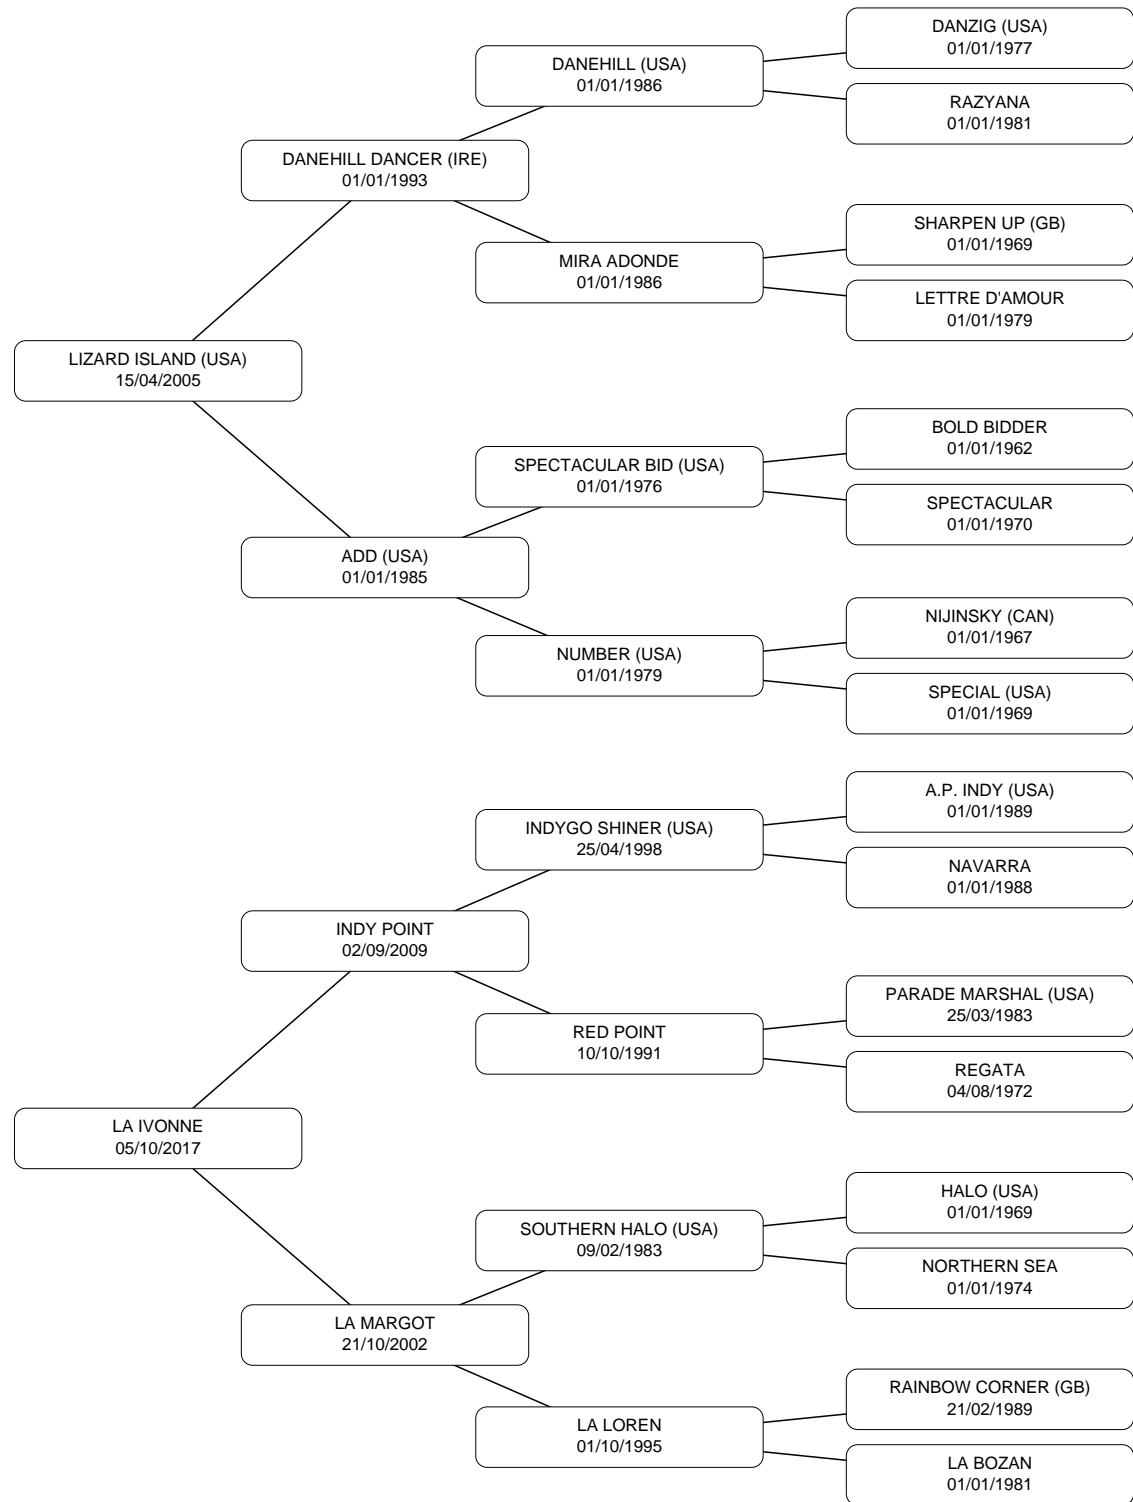 DANZIG (USA)
01/01/1977
DANEHILL (USA)
01/01/1986
RAZYANA
01/01/1981
DANEHILL DANCER (IRE)
01/01/1993
SHARPEN UP (GB)
01/01/1969
MIRA ADONDE
01/01/1986
LETTRE D'AMOUR
01/01/1979
LIZARD ISLAND (USA)
15/04/2005
BOLD BIDDER
01/01/1962
SPECTACULAR BID (USA)
01/01/1976
SPECTACULAR
01/01/1970
ADD (USA)
01/01/1985
NIJINSKY (CAN)
01/01/1967
NUMBER (USA)
01/01/1979
SPECIAL (USA)
01/01/1969
A.P. INDY (USA)
01/01/1989
INDYGO SHINER (USA)
25/04/1998
NAVARRA
01/01/1988
INDY POINT
02/09/2009
PARADE MARSHAL (USA)
25/03/1983
RED POINT
10/10/1991
REGATA
04/08/1972
LA IVONNE
05/10/2017
HALO (USA)
01/01/1969
SOUTHERN HALO (USA)
09/02/1983
NORTHERN SEA
01/01/1974
LA MARGOT
21/10/2002
RAINBOW CORNER (GB)
21/02/1989
LA LOREN
01/10/1995
LA BOZAN
01/01/1981